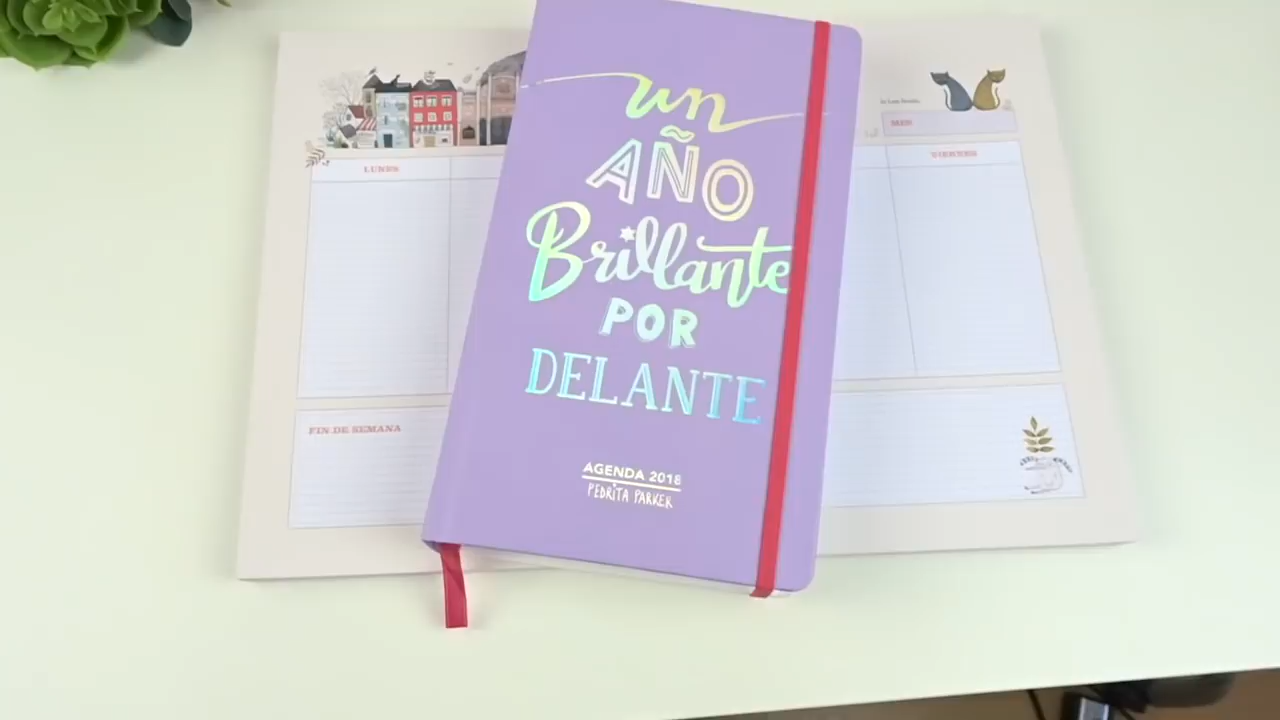 un
AÑO
Brillante
POR
DELANTE
AGENDA 2018
PEDRITA PARKER
LUNES
FIN DE SEMANA
MES
VIERNES